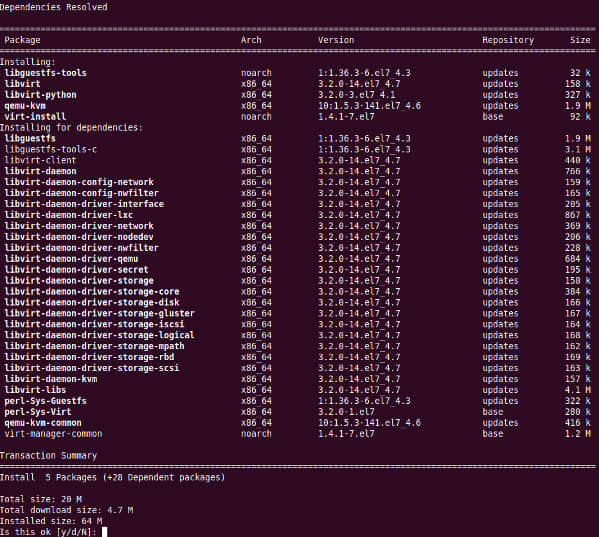 Dependencies Resolved
================================================================================
Package Arch Version Repository Size
================================================================================
Installing:
libguestfs-tools noarch 1:1.36.3-6.el7_4.3 updates 32 k
libvirt x86_64 3.2.0-14.el7_4.7 updates 158 k
libvirt-python x86_64 3.2.0-3.el7_4.1 updates 327 k
qemu-kvm x86_64 10:1.5.3-141.el7_4.6 updates 1.9 M
virt-install noarch 1.4.1-7.el7 base 92 k
Installing for dependencies:
libguestfs x86_64 1:1.36.3-6.el7_4.3 updates 1.9 M
libguestfs-tools-c x86_64 1:1.36.3-6.el7_4.3 updates 3.1 M
libvirt-client x86_64 3.2.0-14.el7_4.7 updates 440 k
libvirt-daemon x86_64 3.2.0-14.el7_4.7 updates 766 k
libvirt-daemon-config-network x86_64 3.2.0-14.el7_4.7 updates 159 k
libvirt-daemon-config-nwfilter x86_64 3.2.0-14.el7_4.7 updates 165 k
libvirt-daemon-driver-interface x86_64 3.2.0-14.el7_4.7 updates 205 k
libvirt-daemon-driver-lxc x86_64 3.2.0-14.el7_4.7 updates 867 k
libvirt-daemon-driver-network x86_64 3.2.0-14.el7_4.7 updates 369 k
libvirt-daemon-driver-nodedev x86_64 3.2.0-14.el7_4.7 updates 206 k
libvirt-daemon-driver-nwfilter x86_64 3.2.0-14.el7_4.7 updates 228 k
libvirt-daemon-driver-qemu x86_64 3.2.0-14.el7_4.7 updates 684 k
libvirt-daemon-driver-secret x86_64 3.2.0-14.el7_4.7 updates 195 k
libvirt-daemon-driver-storage x86_64 3.2.0-14.el7_4.7 updates 158 k
libvirt-daemon-driver-storage-core x86_64 3.2.0-14.el7_4.7 updates 384 k
libvirt-daemon-driver-storage-disk x86_64 3.2.0-14.el7_4.7 updates 166 k
libvirt-daemon-driver-storage-gluster x86_64 3.2.0-14.el7_4.7 updates 167 k
libvirt-daemon-driver-storage-iscsi x86_64 3.2.0-14.el7_4.7 updates 164 k
libvirt-daemon-driver-storage-logical x86_64 3.2.0-14.el7_4.7 updates 168 k
libvirt-daemon-driver-storage-mpath x86_64 3.2.0-14.el7_4.7 updates 162 k
libvirt-daemon-driver-storage-rbd x86_64 3.2.0-14.el7_4.7 updates 169 k
libvirt-daemon-driver-storage-scsi x86_64 3.2.0-14.el7_4.7 updates 163 k
libvirt-daemon-kvm x86_64 3.2.0-14.el7_4.7 updates 157 k
libvirt-libs x86_64 3.2.0-14.el7_4.7 updates 4.1 M
perl-Sys-Guestfs x86_64 1:1.36.3-6.el7_4.3 updates 322 k
perl-Sys-Virt x86_64 3.2.0-1.el7 base 280 k
qemu-kvm-common x86_64 10:1.5.3-141.el7_4.6 updates 416 k
virt-manager-common noarch 1.4.1-7.el7 base 1.2 M
Transaction Summary
================================================================================
Install 5 Packages (+28 Dependent packages)
Total size: 20 M
Total download size: 4.7 M
Installed size: 64 M
Is this ok [y/d/N]: